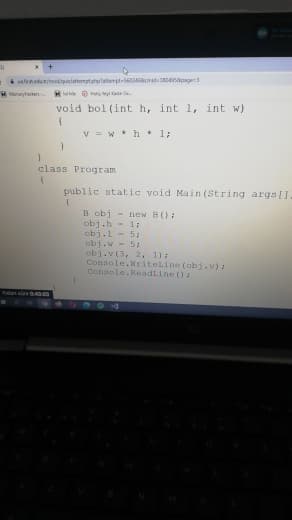 void bol(int h, int l, int w)
{
v = w * h * l;
}
}
class Program
{
public static void Main(String args[]
{
B obj = new B();
obj.h = 1;
obj.l = 5;
obj.w = 5;
obj.v(3, 2, 1);
Console.WriteLine(obj.v);
Console.ReadLine();
}